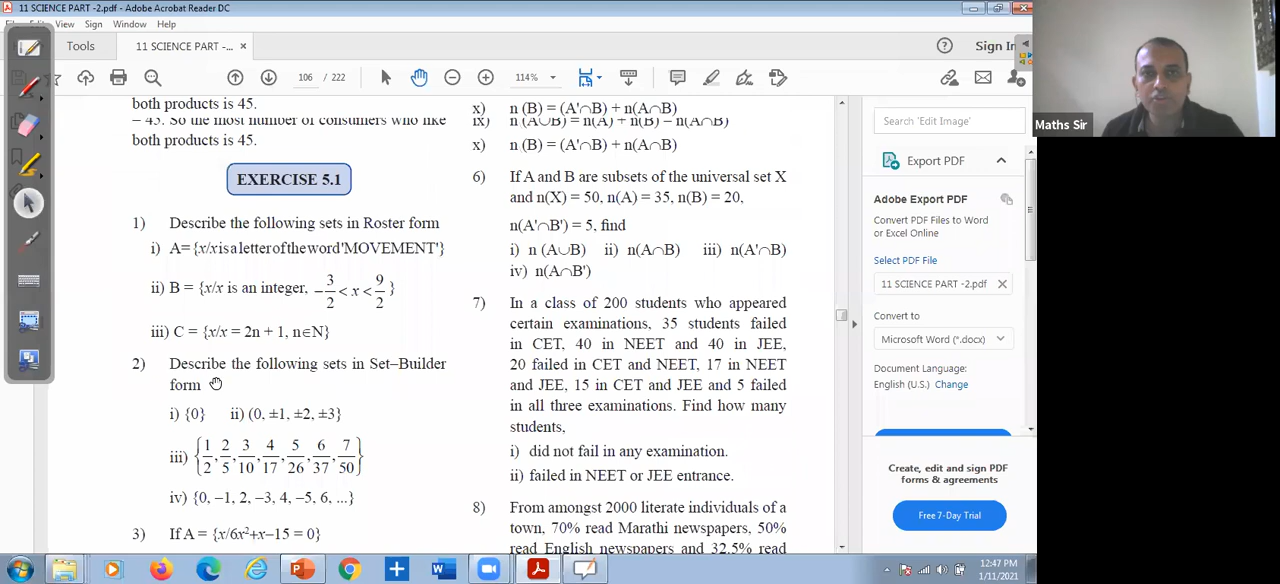 11 SCIENCE PART -2.pdf - Adobe Acrobat Reader DC
View Sign Window Help
Tools
11 SCIENCE PART -...
Sign In
106 / 222
114%
both products is 45.
– 45. So the most number of consumers who like
both products is 45.
EXERCISE 5.1
1) Describe the following sets in Roster form
i) A={x/x is a letter of the word 'MOVEMENT'}
ii) B = {x/x is an integer, −3/2 < x < 9/2}
iii) C = {x/x = 2n + 1, n∈N}
2) Describe the following sets in Set–Builder
form
i) {0} ii) (0, ±1, ±2, ±3}
iii) {1/2, 2/5, 3/10, 4/17, 5/26, 6/37, 7/50}
iv) {0, −1, 2, −3, 4, −5, 6, ...}
3) If A = {x/6x²+x−15 = 0}
x) n (B) = (A'∩B) + n(A∩B)
ix) n (A∪B) = n(A) + n(B) − n(A∩B)
x) n (B) = (A'∩B) + n(A∩B)
6) If A and B are subsets of the universal set X
and n(X) = 50, n(A) = 35, n(B) = 20,
n(A'∩B') = 5, find
i) n (A∪B) ii) n(A∩B) iii) n(A'∩B)
iv) n(A∩B')
7) In a class of 200 students who appeared
certain examinations, 35 students failed
in CET, 40 in NEET and 40 in JEE,
20 failed in CET and NEET, 17 in NEET
and JEE, 15 in CET and JEE and 5 failed
in all three examinations. Find how many
students,
i) did not fail in any examination.
ii) failed in NEET or JEE entrance.
8) From amongst 2000 literate individuals of a
town, 70% read Marathi newspapers, 50%
read English newspapers and 32.5% read
Search 'Edit Image'
Export PDF
Adobe Export PDF
Convert PDF Files to Word
or Excel Online
Select PDF File
11 SCIENCE PART -2.pdf
Convert to
Microsoft Word (*.docx)
Document Language:
English (U.S.) Change
Create, edit and sign PDF
forms & agreements
Free 7-Day Trial
Maths Sir
12:47 PM
1/11/2021